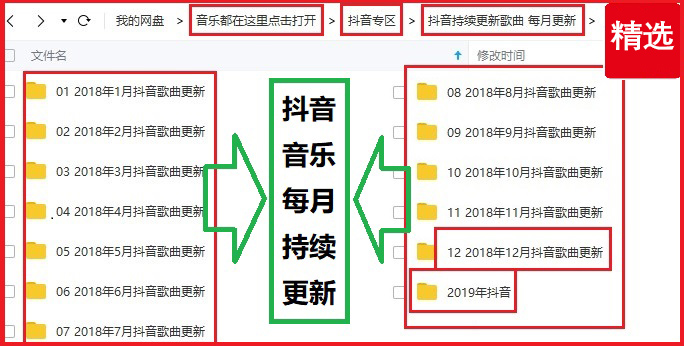 我的网盘 > 音乐都在这里点击打开 > 抖音专区 > 抖音持续更新歌曲 每月更新 >
精选
文件名
修改时间
01 2018年1月抖音歌曲更新
02 2018年2月抖音歌曲更新
03 2018年3月抖音歌曲更新
04 2018年4月抖音歌曲更新
05 2018年5月抖音歌曲更新
06 2018年6月抖音歌曲更新
07 2018年7月抖音歌曲更新
抖音
音乐
每月
持续
更新
08 2018年8月抖音歌曲更新
09 2018年9月抖音歌曲更新
10 2018年10月抖音歌曲更新
11 2018年11月抖音歌曲更新
12 2018年12月抖音歌曲更新
2019年抖音